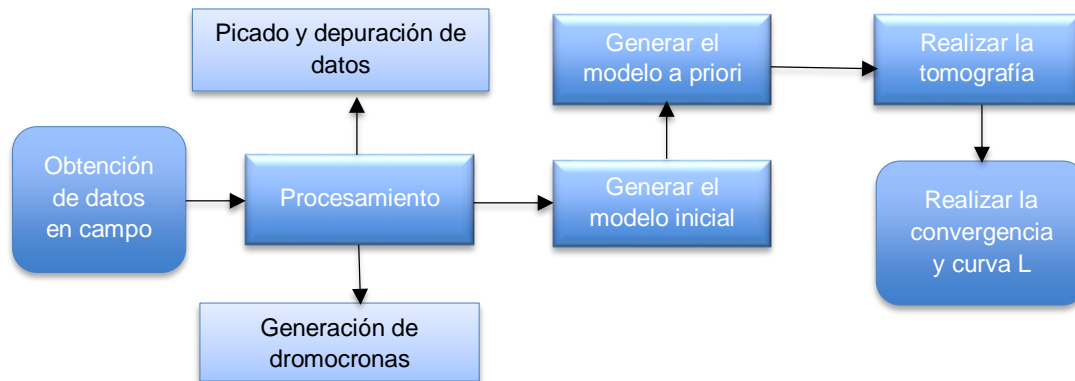 Obtención
de datos
en campo
Picado y depuración de
datos
Procesamiento
Generación de
dromocronas
Generar el
modelo inicial
Generar el
modelo a priori
Realizar la
tomografía
Realizar la
convergencia
y curva L